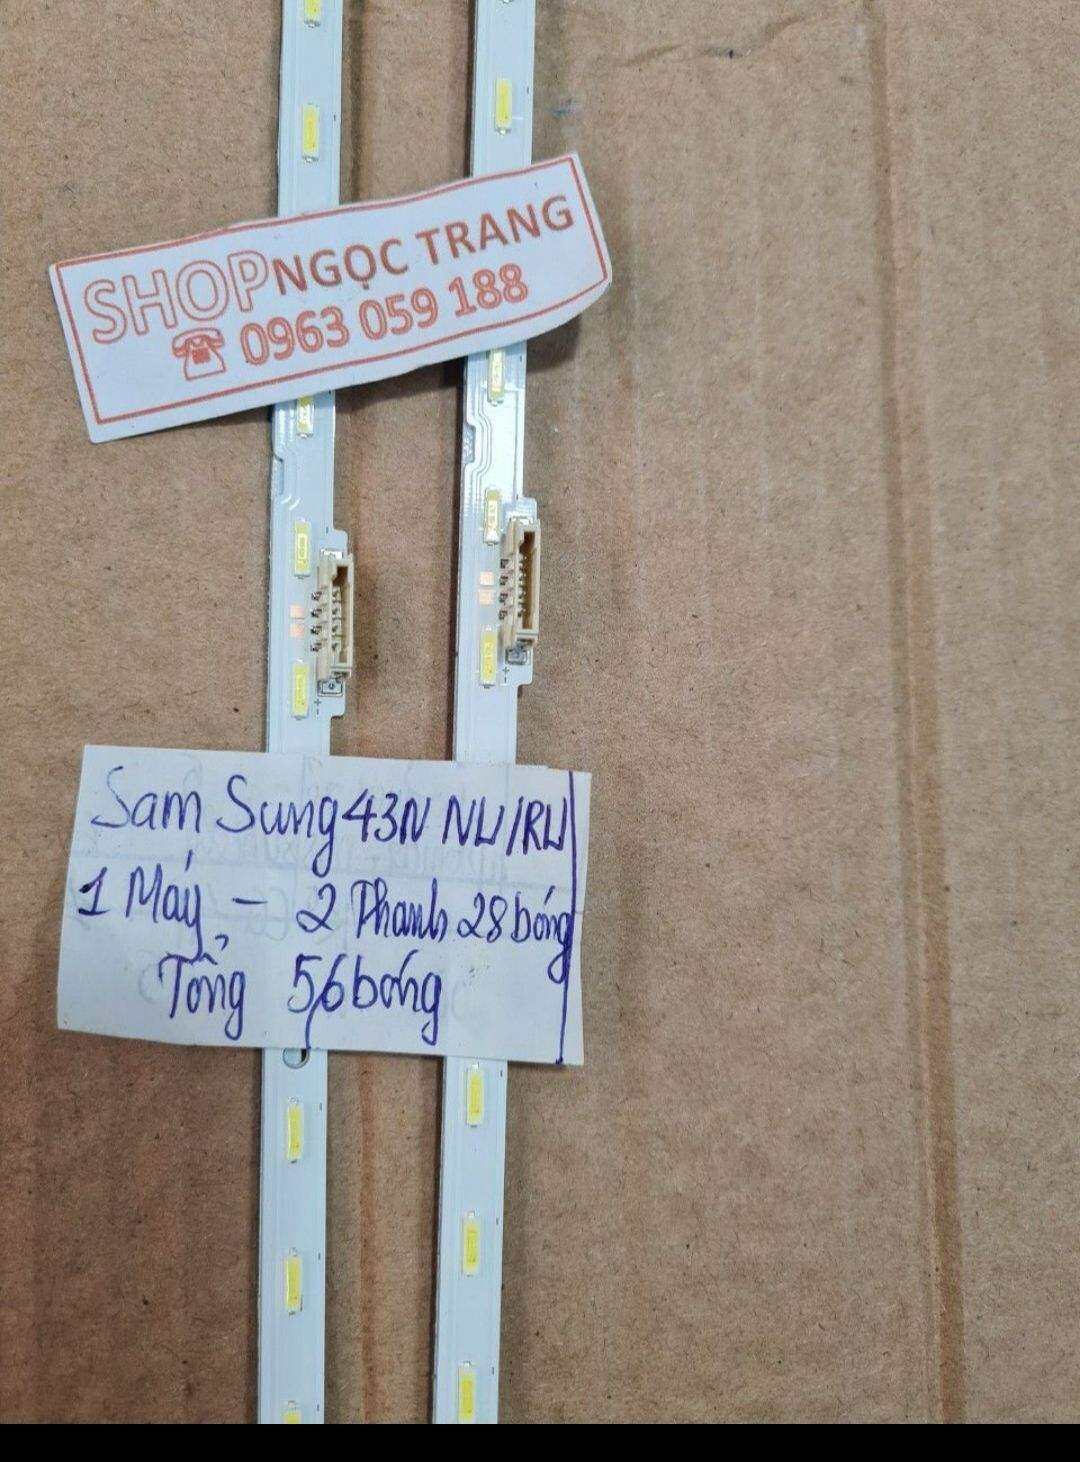 SHOP NGỌC TRANG
☎ 0963 059 188
Sam Sung 43N NU/RU
1 Máy - 2 Thanh 28 bóng
Tổng 56 bóng